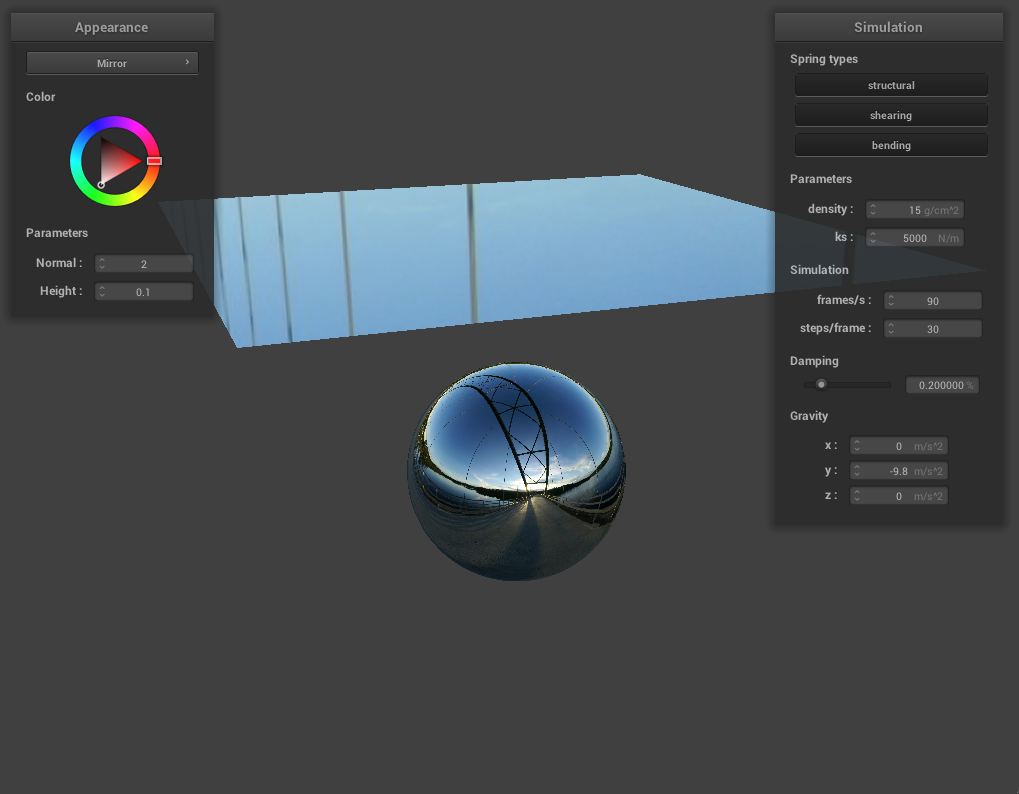 Appearance
Mirror ›
Color
Parameters
Normal : 2
Height : 0.1
Simulation
Spring types
structural
shearing
bending
Parameters
density : 15 g/cm^2
ks : 5000 N/m
Simulation
frames/s : 90
steps/frame : 30
Damping
0.200000 %
Gravity
x : 0 m/s^2
y : -9.8 m/s^2
z : 0 m/s^2